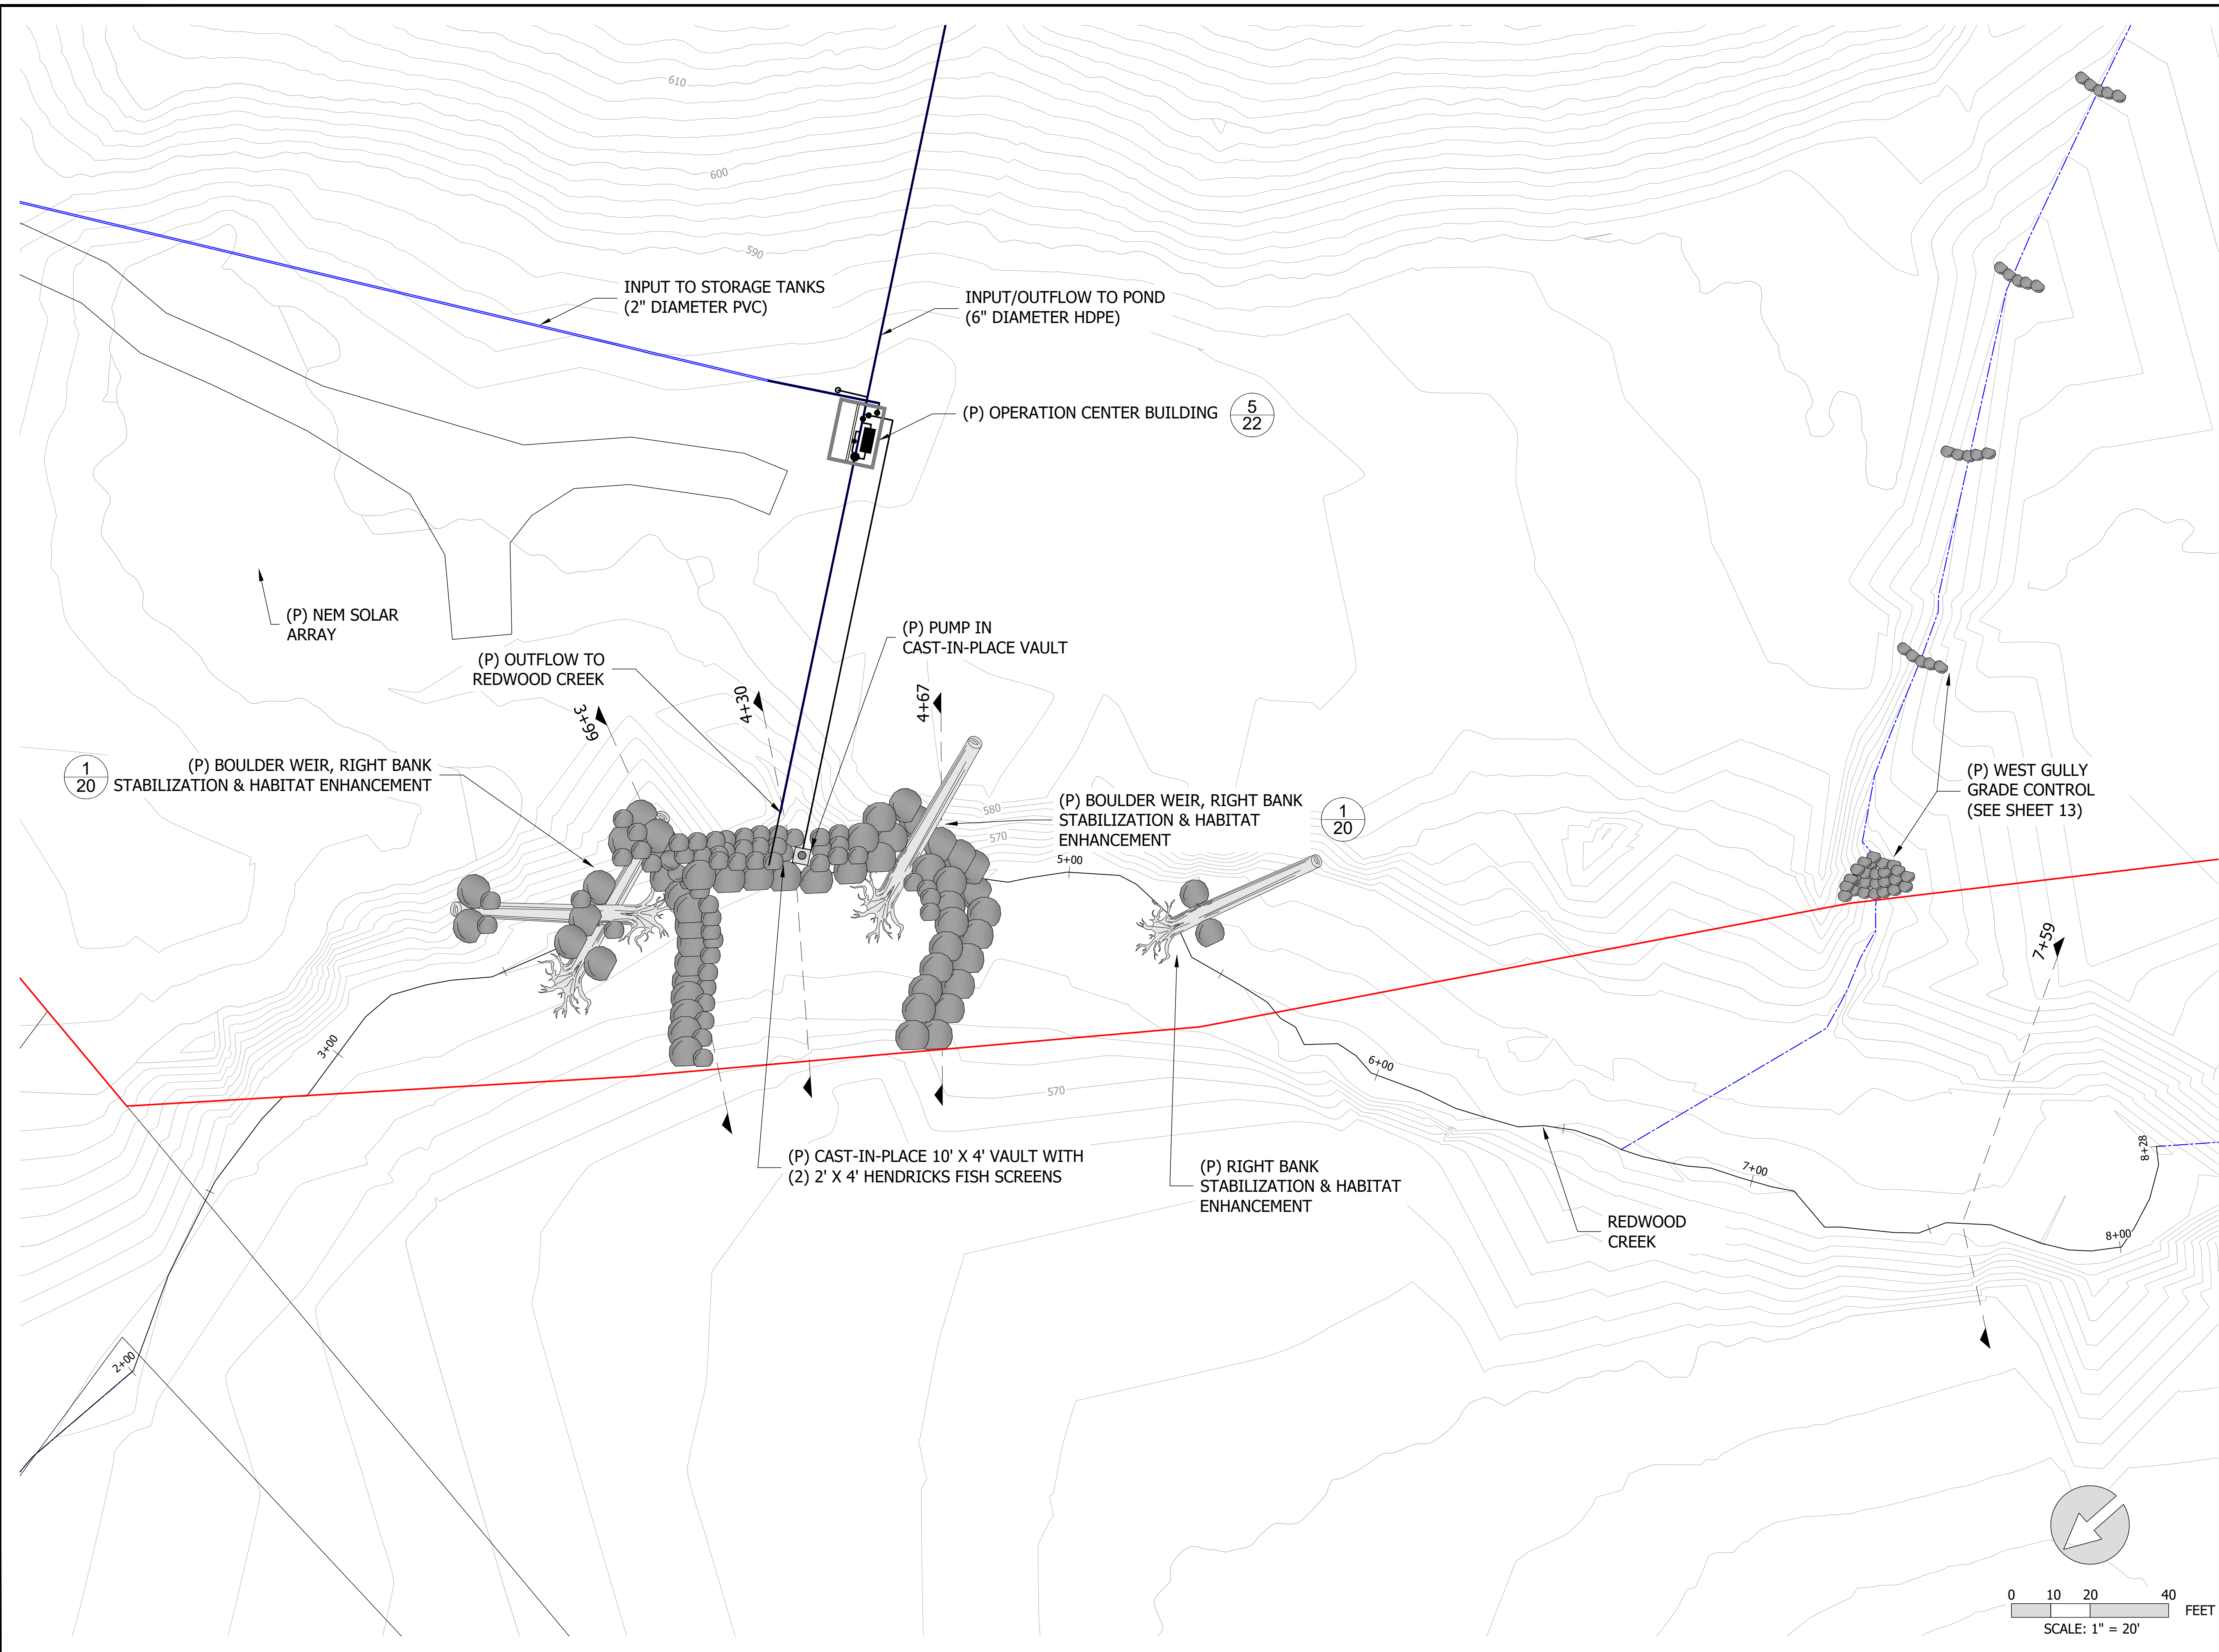 610
600
590
INPUT TO STORAGE TANKS
(2" DIAMETER PVC)
INPUT/OUTFLOW TO POND
(6" DIAMETER HDPE)
(P) OPERATION CENTER BUILDING
5
22
(P) NEM SOLAR
ARRAY
(P) OUTFLOW TO
REDWOOD CREEK
(P) PUMP IN
CAST-IN-PLACE VAULT
3+99
4+30
4+67
1
20
(P) BOULDER WEIR, RIGHT BANK
STABILIZATION & HABITAT ENHANCEMENT
580
570
(P) BOULDER WEIR, RIGHT BANK
STABILIZATION & HABITAT
ENHANCEMENT
1
20
(P) WEST GULLY
GRADE CONTROL
(SEE SHEET 13)
5+00
7+59
3+00
6+00
570
(P) CAST-IN-PLACE 10' X 4' VAULT WITH
(2) 2' X 4' HENDRICKS FISH SCREENS
(P) RIGHT BANK
STABILIZATION & HABITAT
ENHANCEMENT
7+00
8+28
REDWOOD
CREEK
8+00
2+00
0 10 20 40
FEET
SCALE: 1" = 20'